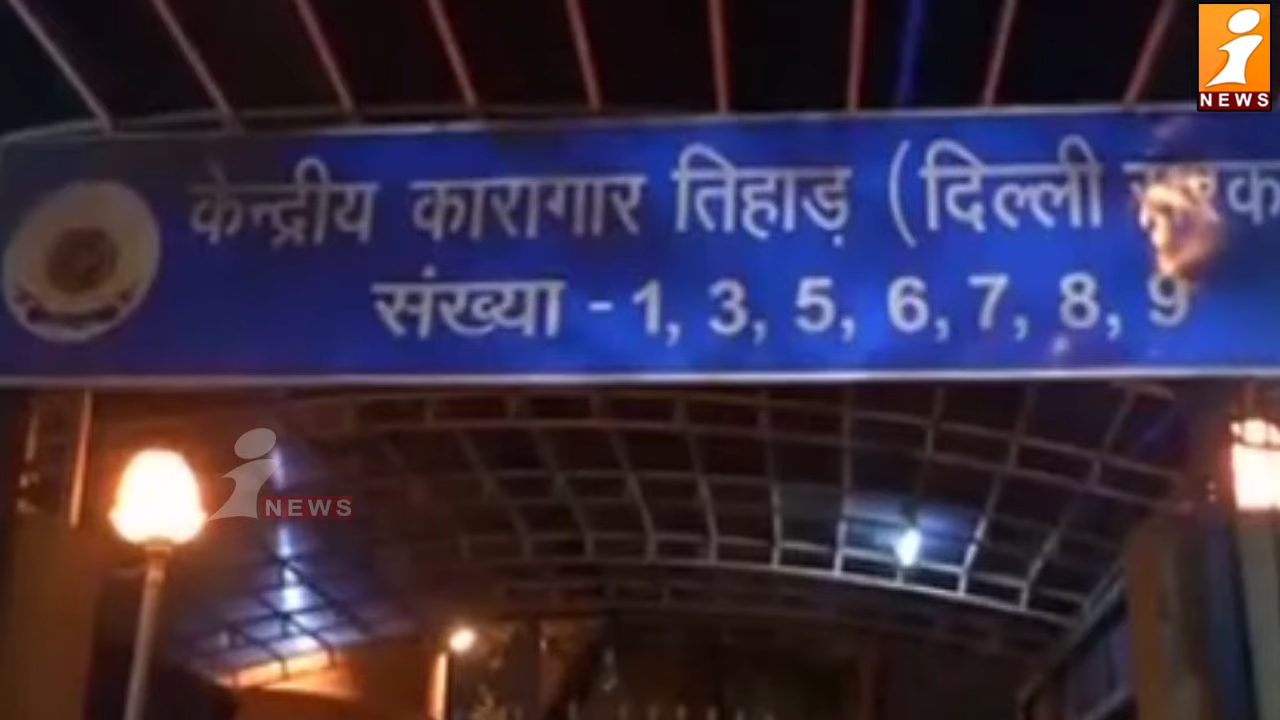 i
NEWS
केन्द्रीय कारागार तिहाड़ (दिल्ली
संख्या - 1, 3, 5, 6, 7, 8, 9
i
NEWS